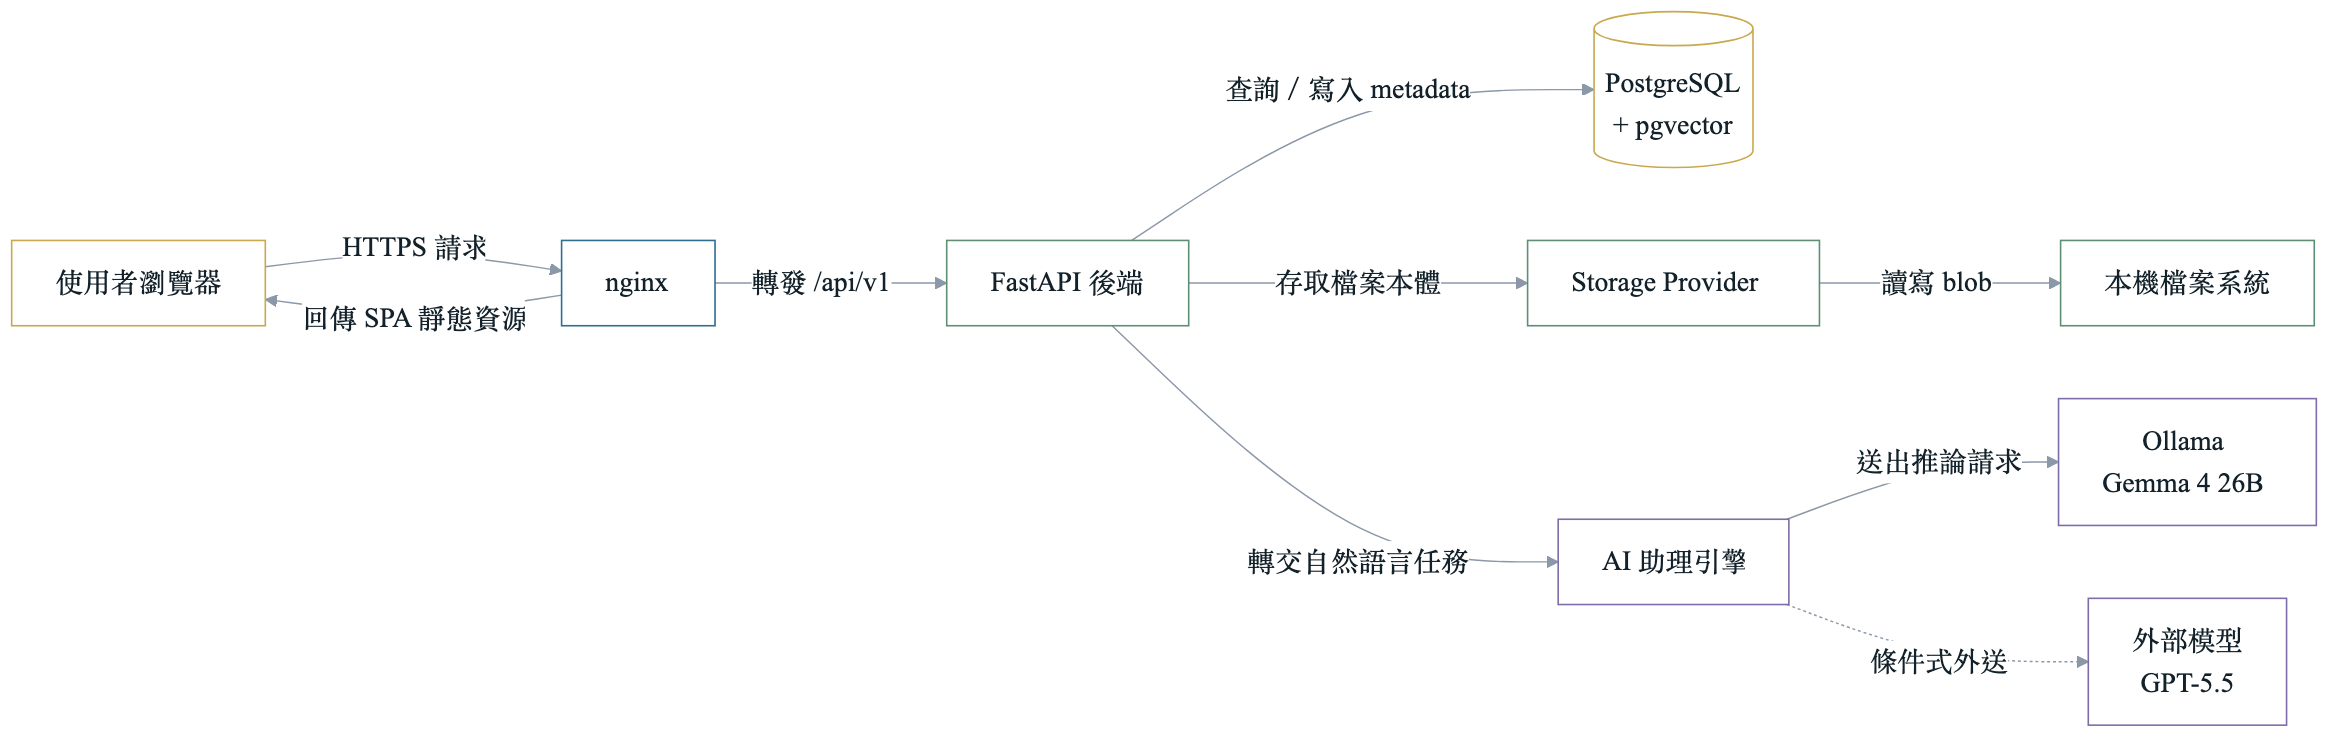 查詢 / 寫入 metadata
PostgreSQL
+ pgvector
使用者瀏覽器
HTTPS 請求
回傳 SPA 靜態資源
nginx
轉發 /api/v1
FastAPI 後端
存取檔案本體
Storage Provider
讀寫 blob
本機檔案系統
轉交自然語言任務
AI 助理引擎
送出推論請求
Ollama
Gemma 4 26B
條件式外送
外部模型
GPT-5.5